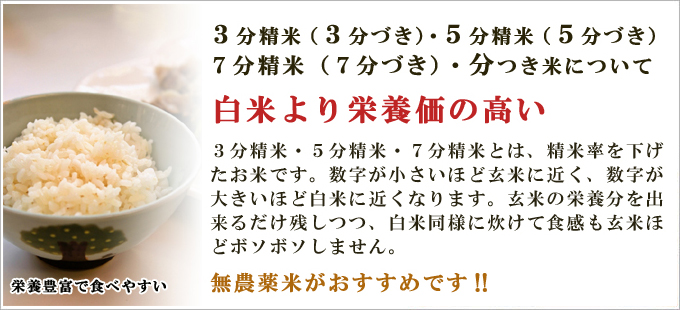 ３分精米（３分づき）・５分精米（５分づき）
７分精米（７分づき）・分つき米について
白米より栄養価の高い
３分精米・５分精米・７分精米とは、精米率を下げ
たお米です。数字が小さいほど玄米に近く、数字が
大きいほど白米に近くなります。玄米の栄養分を出
来るだけ残しつつ、白米同様に炊けて食感も玄米ほ
どボソボソしません。
無農薬米がおすすめです!!
栄養豊富で食べやすい